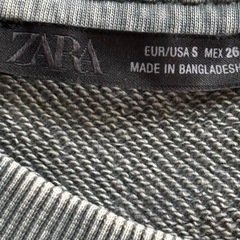 ZARA
EUR/USA S MEX 26
MADE IN BANGLADESH